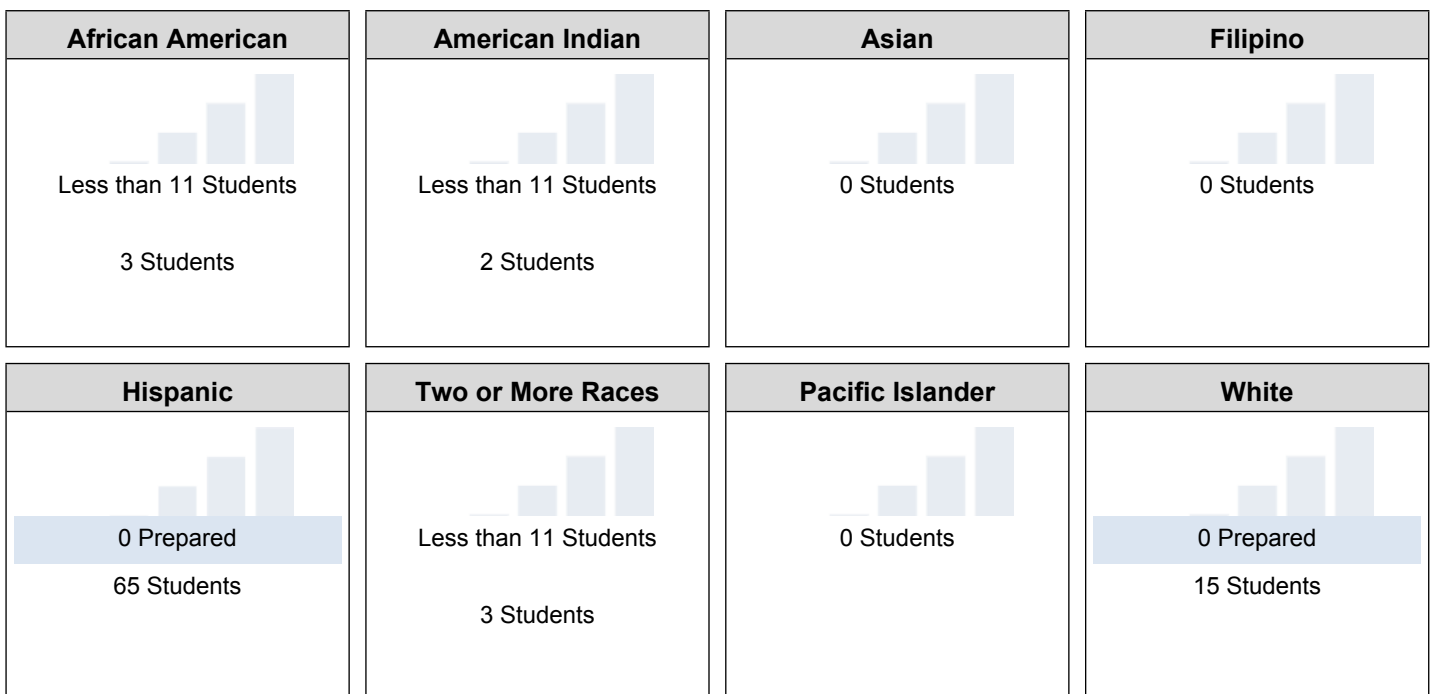 African American
Less than 11 Students
3 Students
American Indian
Less than 11 Students
2 Students
Asian
0 Students
Filipino
0 Students
Hispanic
0 Prepared
65 Students
Two or More Races
Less than 11 Students
3 Students
Pacific Islander
0 Students
White
0 Prepared
15 Students